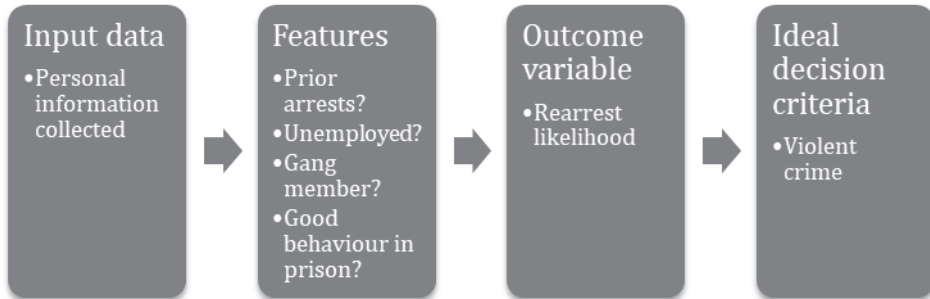 Input data
•Personal
information
collected
Features
•Prior
arrests?
•Unemployed?
•Gang
member?
•Good
behaviour in
prison?
Outcome
variable
•Rearrest
likelihood
Ideal
decision
criteria
•Violent
crime